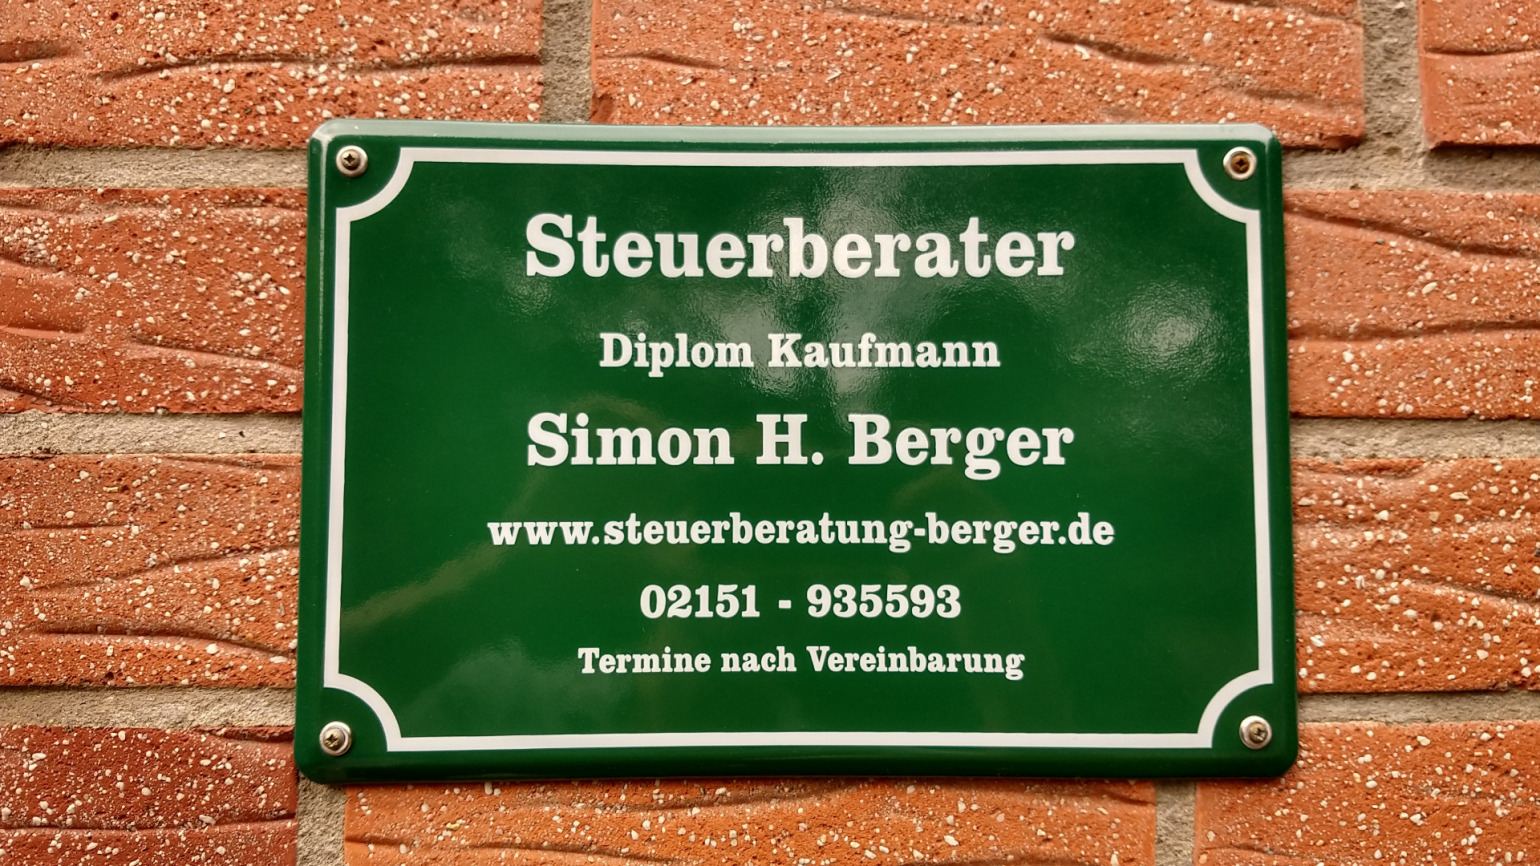 Steuerberater
Diplom Kaufmann
Simon H. Berger
www.steuerberatung-berger.de
02151 - 935593
Termine nach Vereinbarung